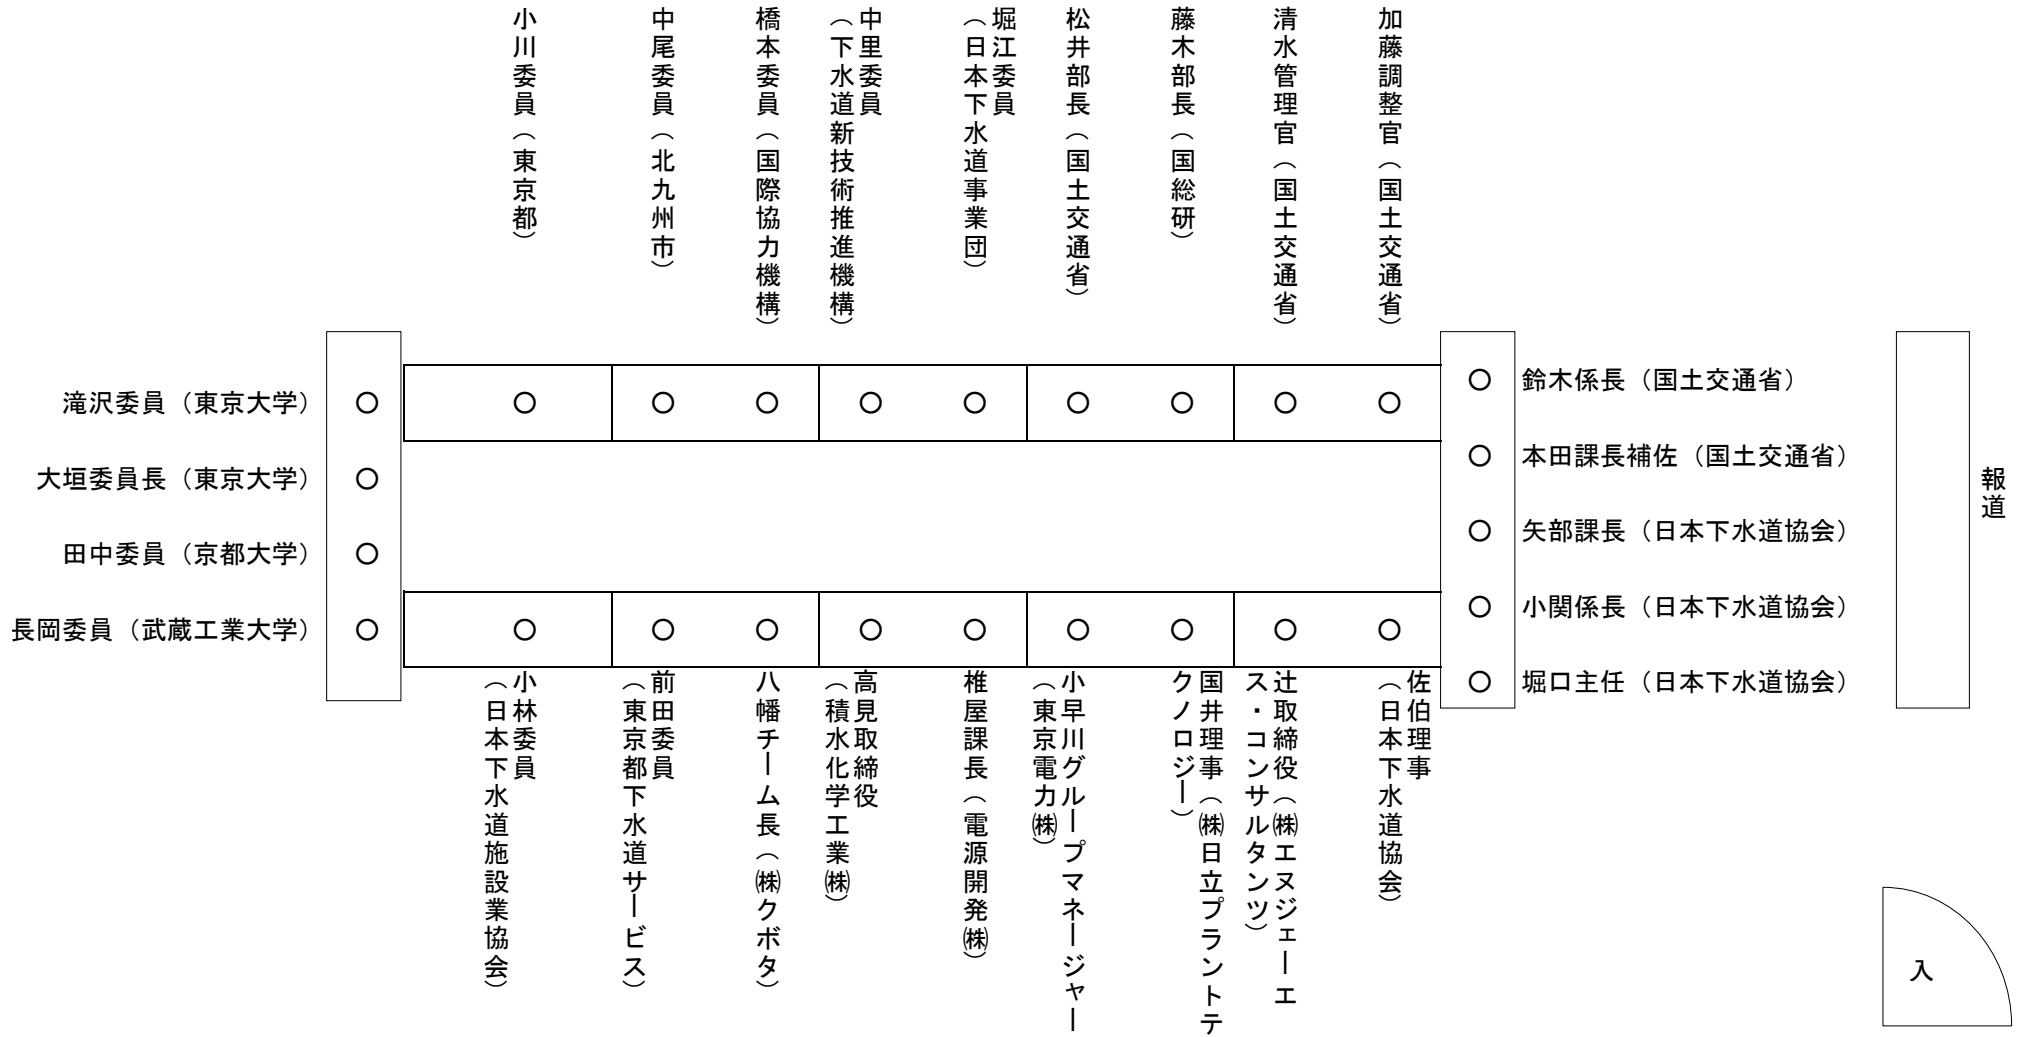 加藤調整官（国土交通省）
清水管理官（国土交通省）
藤木部長（国総研）
松井部長（国土交通省）
堀江委員
（日本下水道事業団）
中里委員
（下水道新技術推進機構）
橋本委員（国際協力機構）
中尾委員（北九州市）
小川委員（東京都）
滝沢委員（東京大学）
大垣委員長（東京大学）
田中委員（京都大学）
長岡委員（武蔵工業大学）
鈴木係長（国土交通省）
本田課長補佐（国土交通省）
矢部課長（日本下水道協会）
小関係長（日本下水道協会）
堀口主任（日本下水道協会）
報道
佐伯理事
（日本下水道協会）
辻取締役（㈱エヌジェーエ
ス・コンサルタンツ）
国井理事（㈱日立プラントテ
クノロジー）
小早川グループマネージャー
（東京電力㈱）
椎屋課長（電源開発㈱）
高見取締役
（積水化学工業㈱）
八幡チーム長（㈱クボタ）
前田委員
（東京都下水道サービス）
小林委員
（日本下水道施設業協会）
入